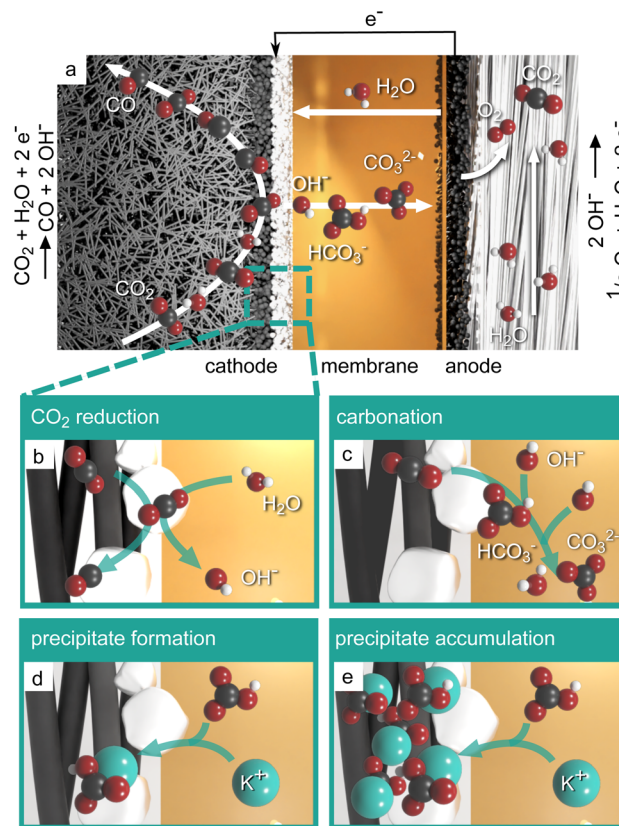 e⁻
a
CO₂
CO
H₂O
O₂
CO₃²⁻
OH⁻
HCO₃⁻
CO₂
H₂O
CO₂ + H₂O + 2 e⁻
CO + 2 OH⁻
2 OH⁻
cathode
membrane
anode
CO₂ reduction
b
H₂O
OH⁻
carbonation
c
OH⁻
HCO₃⁻
CO₃²⁻
precipitate formation
d
K⁺
precipitate accumulation
e
K⁺